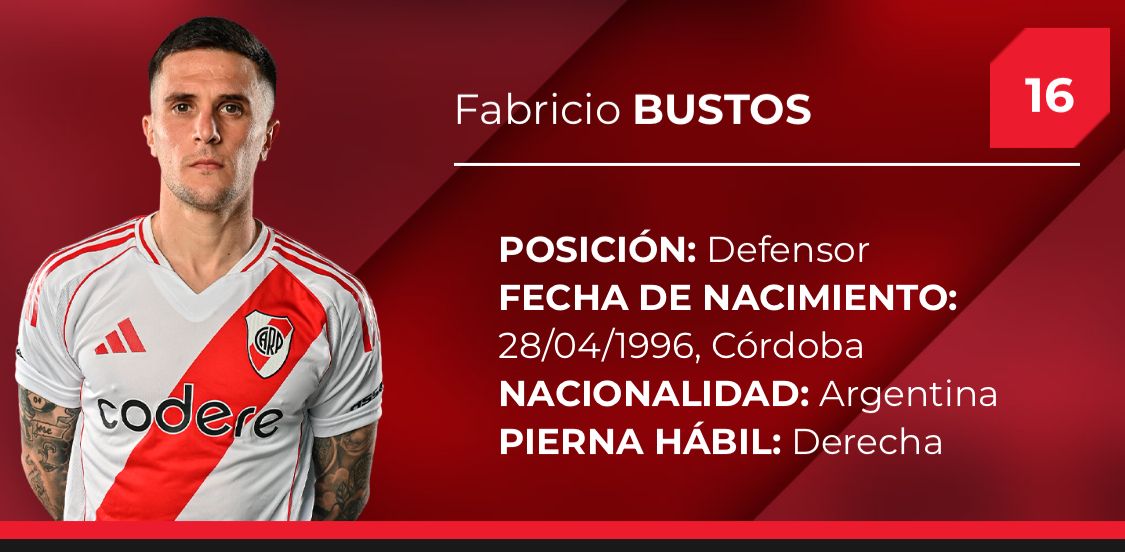 Fabricio BUSTOS
16
POSICIÓN: Defensor
FECHA DE NACIMIENTO:
28/04/1996, Córdoba
NACIONALIDAD: Argentina
PIERNA HÁBIL: Derecha
CARP
codere